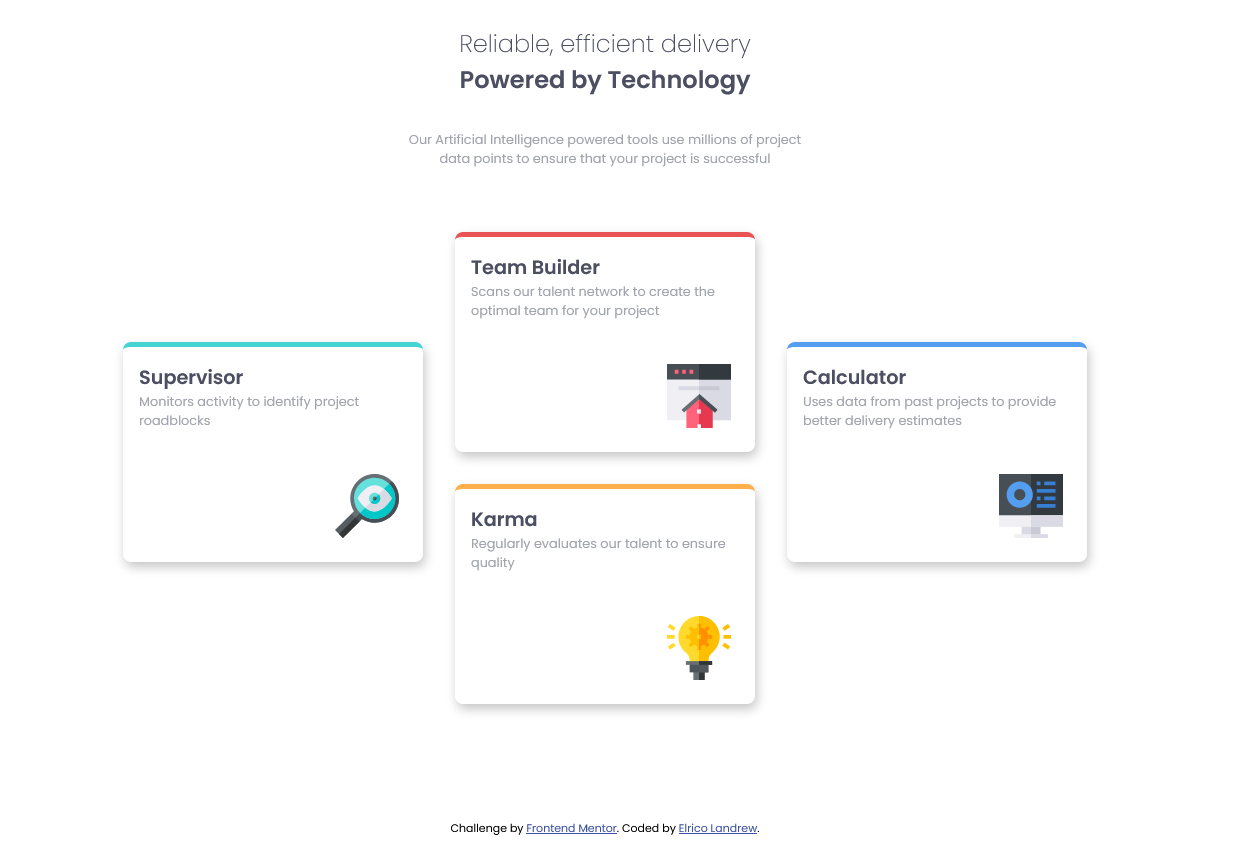 Reliable, efficient delivery
Powered by Technology
Our Artificial Intelligence powered tools use millions of project
data points to ensure that your project is successful
Supervisor
Monitors activity to identify project
roadblocks
Team Builder
Scans our talent network to create the
optimal team for your project
Karma
Regularly evaluates our talent to ensure
quality
Calculator
Uses data from past projects to provide
better delivery estimates
Challenge by Frontend Mentor. Coded by Elrico Landrew.